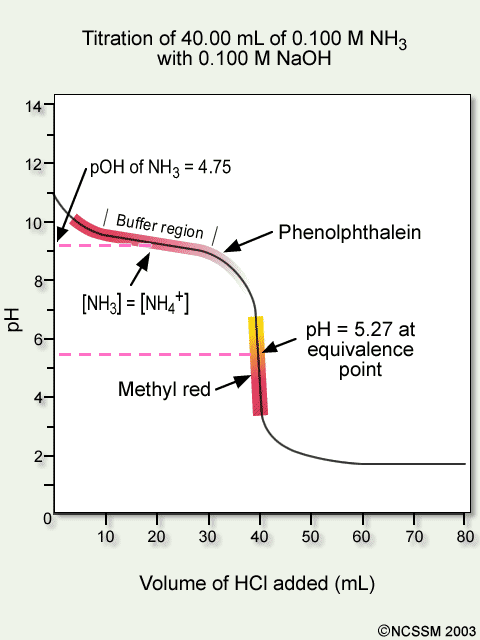 Titration of 40.00 mL of 0.100 M NH₃
with 0.100 M NaOH
14
12
pOH of NH₃ = 4.75
10
Buffer region
Phenolphthalein
8
[NH₃] = [NH₄⁺]
pH
6
pH = 5.27 at
equivalence
point
Methyl red
4
2
0
10 20 30 40 50 60 70 80
Volume of HCl added (mL)
©NCSSM 2003